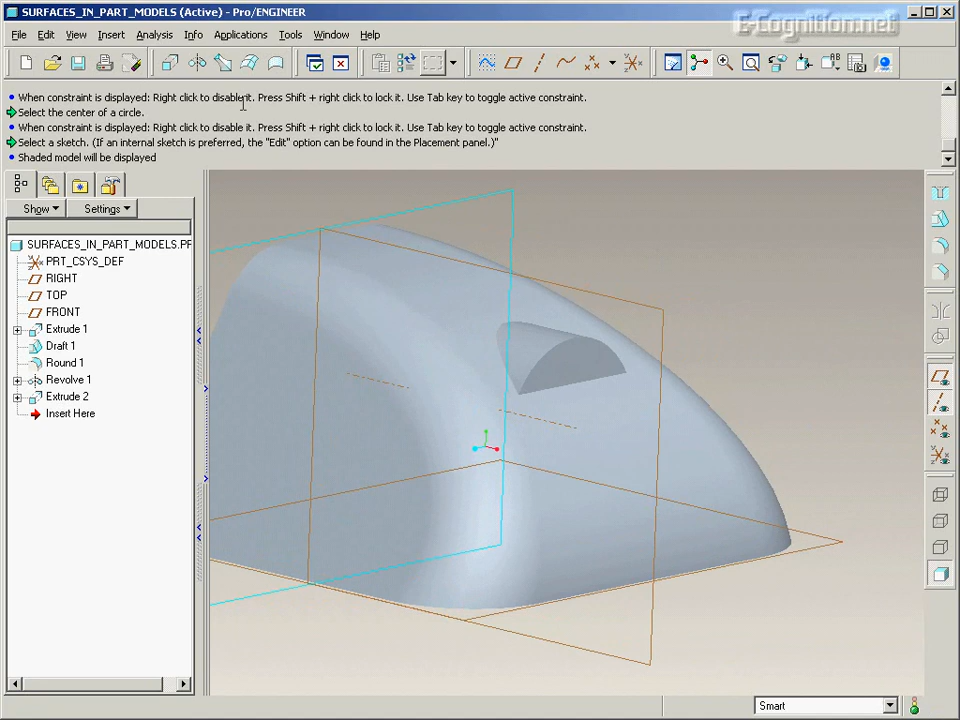 SURFACES_IN_PART_MODELS (Active) - Pro/ENGINEER
E-Cognition.net
File Edit View Insert Analysis Info Applications Tools Window Help
When constraint is displayed: Right click to disable it. Press Shift + right click to lock it. Use Tab key to toggle active constraint.
Select the center of a circle.
When constraint is displayed: Right click to disable it. Press Shift + right click to lock it. Use Tab key to toggle active constraint.
Select a sketch. (If an internal sketch is preferred, the "Edit" option can be found in the Placement panel.)"
Shaded model will be displayed
Show Settings
SURFACES_IN_PART_MODELS.PF
PRT_CSYS_DEF
RIGHT
TOP
FRONT
Extrude 1
Draft 1
Round 1
Revolve 1
Extrude 2
Insert Here
Smart